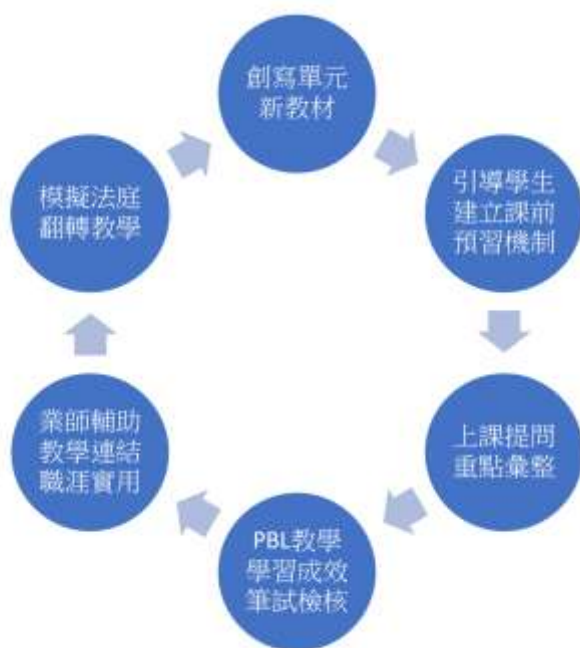 創寫單元
新教材
引導學生
建立課前
預習機制
上課提問
重點彙整
PBL教學
學習成效
筆試檢核
業師輔助
教學連結
職涯實用
模擬法庭
翻轉教學